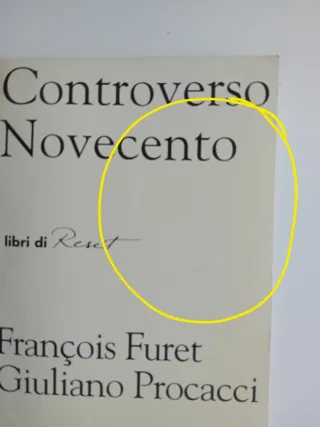 Controverso
Novecento
libri di Reset
François Furet
Giuliano Procacci